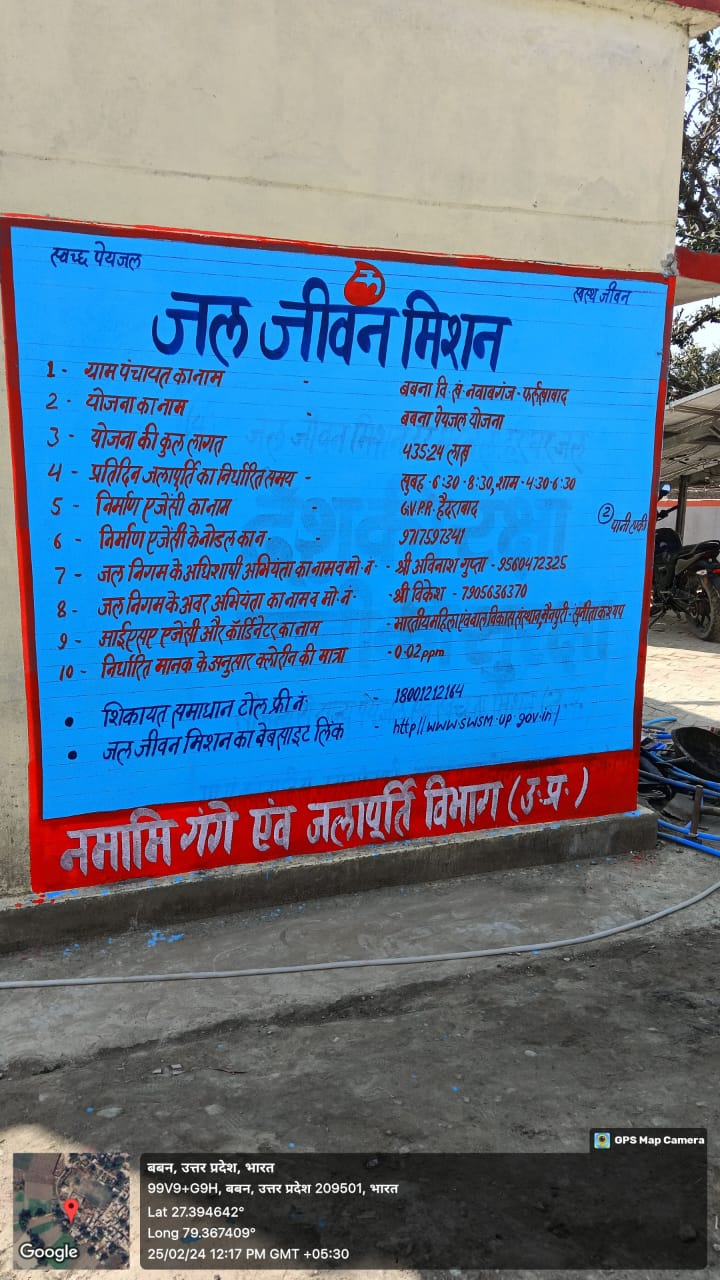 स्वच्छ पेयजल
स्वस्थ जीवन
जल जीवन मिशन
1 - ग्राम पंचायत का नाम - बबना वि.सं. नवाबगंज - फर्रुखाबाद
2 - योजना का नाम - बबना पेयजल योजना
3 - योजना की कुल लागत 435.24 लाख
4 - प्रतिदिन जलापूर्ति का निर्धारित समय - सुबह - 6:30 - 8:30, शाम - 4:30 - 6:30
5 - निर्माण एजेंसी का नाम - G.V.P.R. हैदराबाद
6 - निर्माण एजेंसी के नोडल का न. - 9717597341
7 - जल निगम के अधिशाषी अभियंता का नाम व मो. नं. - श्री अविनाश गुप्ता - 9560472325
8 - जल निगम के अवर अभियंता का नाम व मो. नं. - श्री विकेश - 7905636370
9 - आईएसए एजेंसी और कॉर्डिनेटर का नाम - भारतीय महिला एंव बाल विकास संस्थान, मैनपुरी - सुनीता कश्यप
10 - निर्धारित मानक के अनुसार क्लोरीन की मात्रा - 0.02 ppm
• शिकायत समाधान टोल फ्री नं. - 18001212164
• जल जीवन मिशन का वेबसाइट लिंक - http//www.swsm-up.gov.in/
2 पानी टंकी
नमामि गंगे एंव जलापूर्ति विभाग (उ.प्र.)
GPS Map Camera
बबन, उत्तर प्रदेश, भारत
99V9+G9H, बबन, उत्तर प्रदेश 209501, भारत
Lat 27.394642°
Long 79.367409°
25/02/24 12:17 PM GMT +05:30
Google